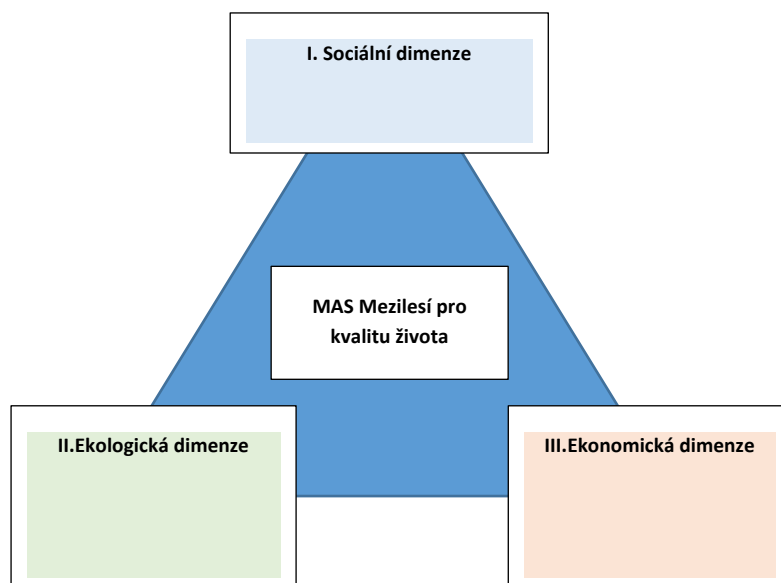 I. Sociální dimenze
MAS Mezilesí pro
kvalitu života
II.Ekologická dimenze
III.Ekonomická dimenze